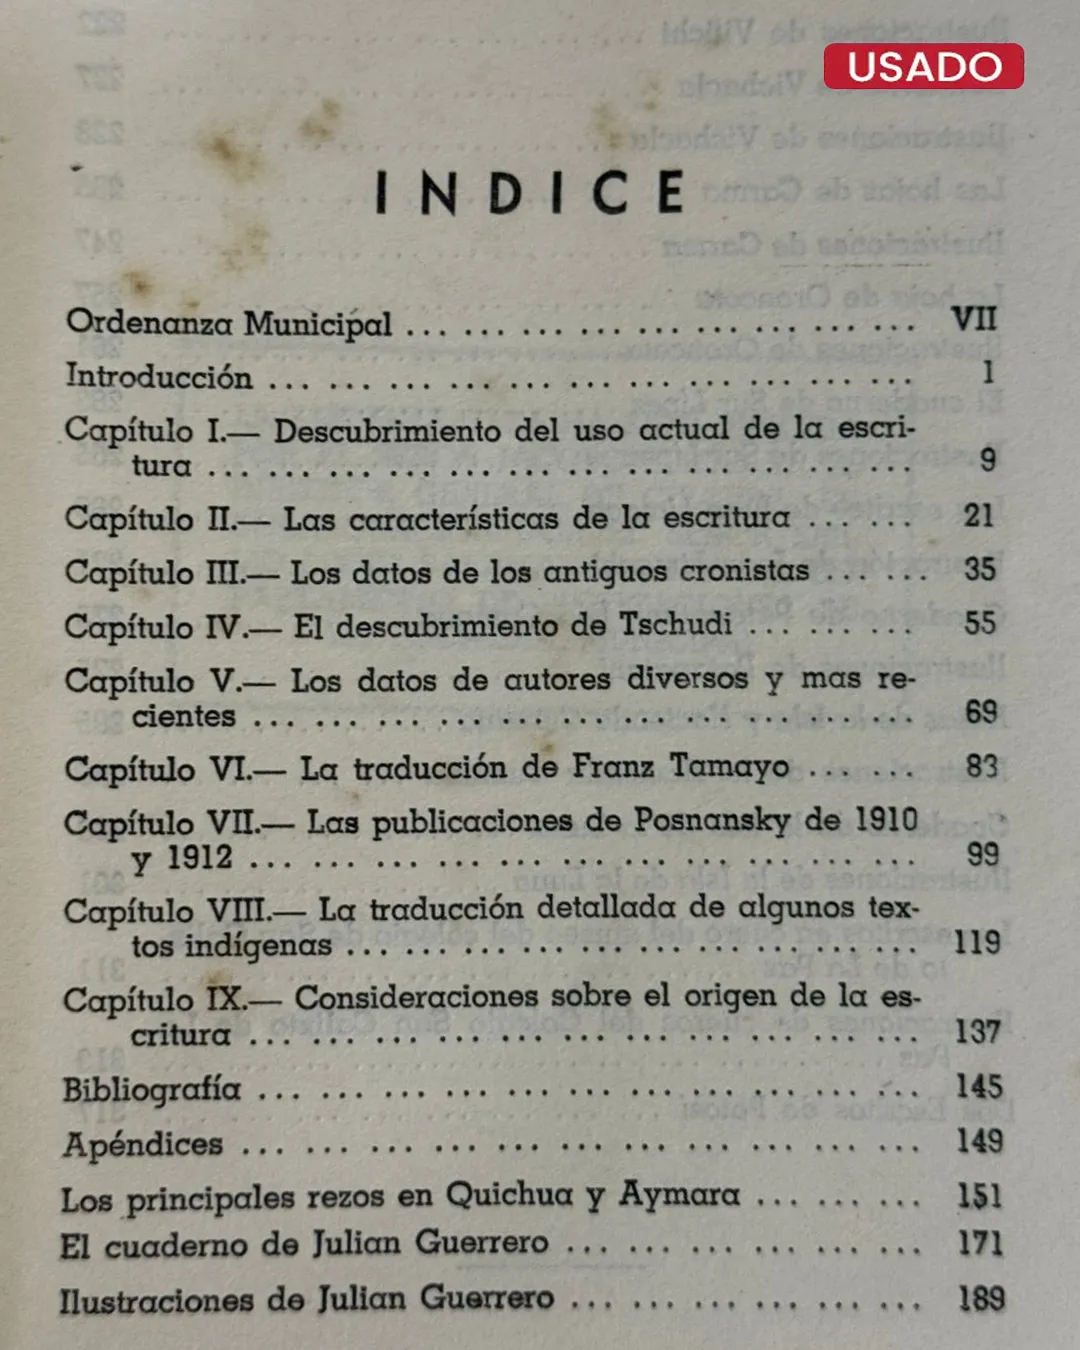 USADO
INDICE
Ordenanza Municipal ... ... ... ... ... ... ... ... ... VII
Introducción ... ... ... ... ... ... ... ... ... ... ... 1
Capítulo I.— Descubrimiento del uso actual de la escri-
tura ... ... ... ... ... ... ... ... ... ... ... ... 9
Capítulo II.— Las características de la escritura ... ... 21
Capítulo III.— Los datos de los antiguos cronistas ... ... 35
Capítulo IV.— El descubrimiento de Tschudi ... ... ... 55
Capítulo V.— Los datos de autores diversos y mas re-
cientes ... ... ... ... ... ... ... ... ... ... ... 69
Capítulo VI.— La traducción de Franz Tamayo ... ... 83
Capítulo VII.— Las publicaciones de Posnansky de 1910
y 1912 ... ... ... ... ... ... ... ... ... ... ... 99
Capítulo VIII.— La traducción detallada de algunos tex-
tos indígenas ... ... ... ... ... ... ... ... ... ... 119
Capítulo IX.— Consideraciones sobre el origen de la es-
critura ... ... ... ... ... ... ... ... ... ... ... 137
Bibliografía ... ... ... ... ... ... ... ... ... ... ... 145
Apéndices ... ... ... ... ... ... ... ... ... ... ... 149
Los principales rezos en Quichua y Aymara ... ... ... 151
El cuaderno de Julian Guerrero ... ... ... ... ... ... 171
Ilustraciones de Julian Guerrero ... ... ... ... ... ... 189